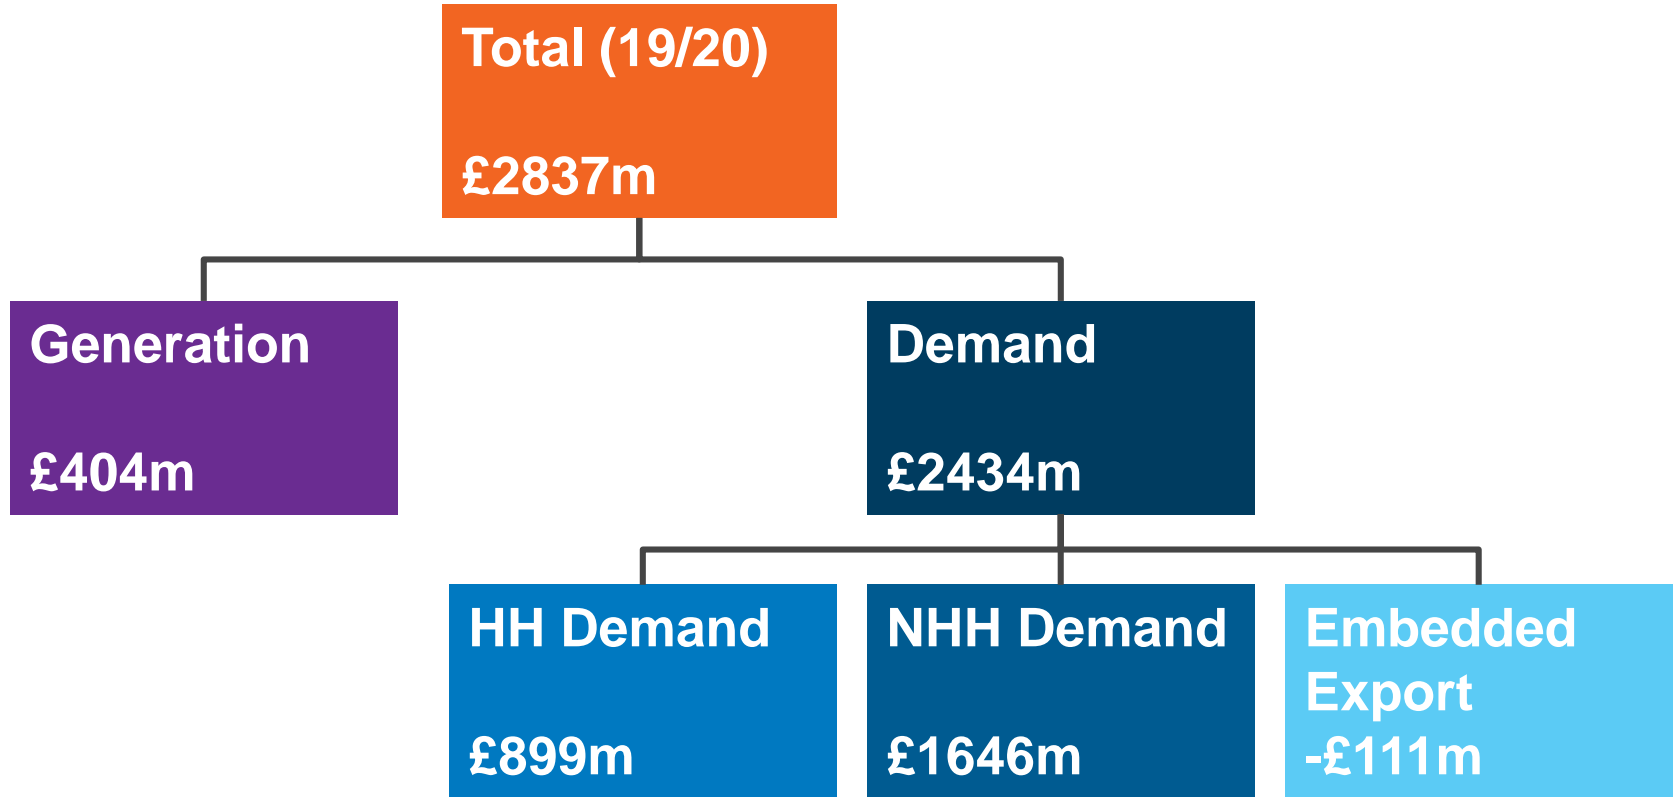 Total (19/20)
£2837m
Generation
£404m
Demand
£2434m
HH Demand
£899m
NHH Demand
£1646m
Embedded
Export
-£111m